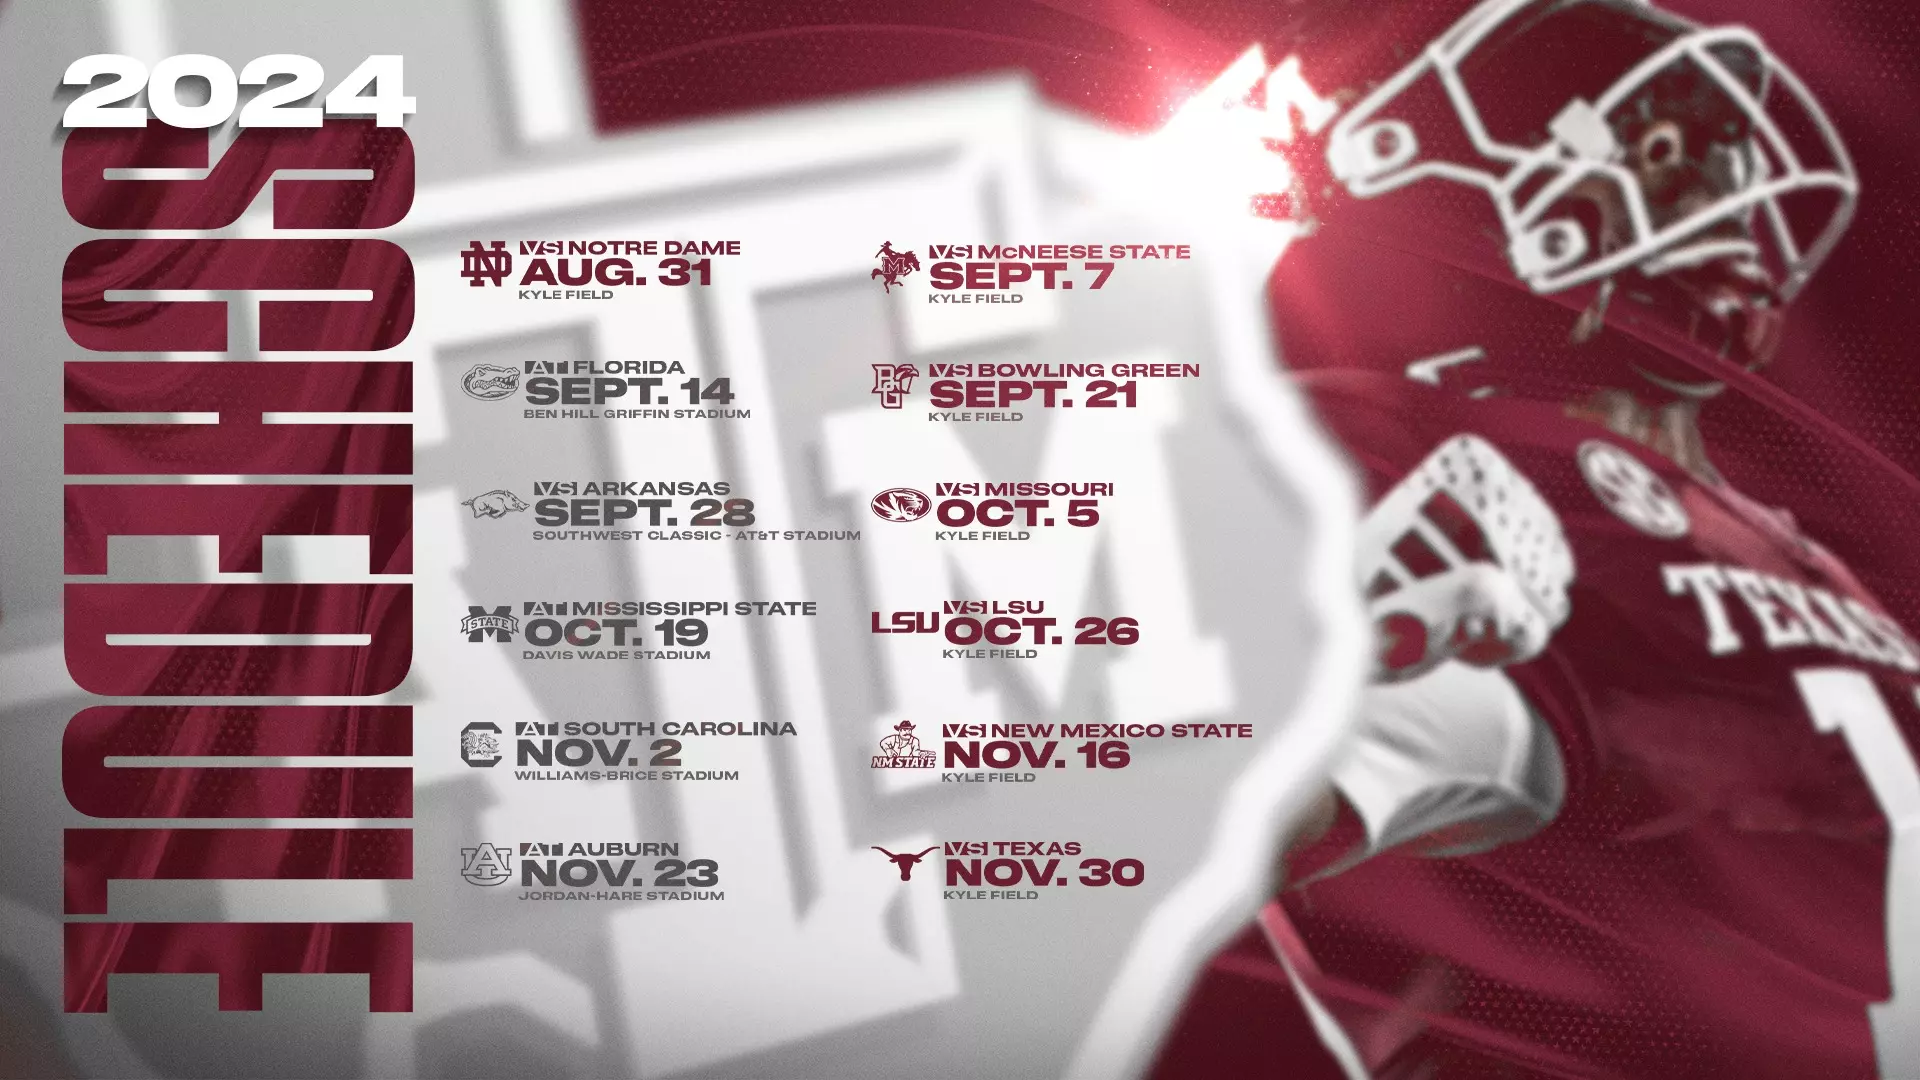 2024
SCHEDULE
VS NOTRE DAME
AUG. 31
KYLE FIELD
VS McNEESE STATE
SEPT. 7
KYLE FIELD
AT FLORIDA
SEPT. 14
BEN HILL GRIFFIN STADIUM
VS BOWLING GREEN
SEPT. 21
KYLE FIELD
VS ARKANSAS
SEPT. 28
SOUTHWEST CLASSIC - AT&T STADIUM
VS MISSOURI
OCT. 5
KYLE FIELD
STATE
AT MISSISSIPPI STATE
OCT. 19
DAVIS WADE STADIUM
LSU
VS LSU
OCT. 26
KYLE FIELD
AT SOUTH CAROLINA
NOV. 2
WILLIAMS-BRICE STADIUM
NM STATE
VS NEW MEXICO STATE
NOV. 16
KYLE FIELD
AT AUBURN
NOV. 23
JORDAN-HARE STADIUM
VS TEXAS
NOV. 30
KYLE FIELD
TEXAS